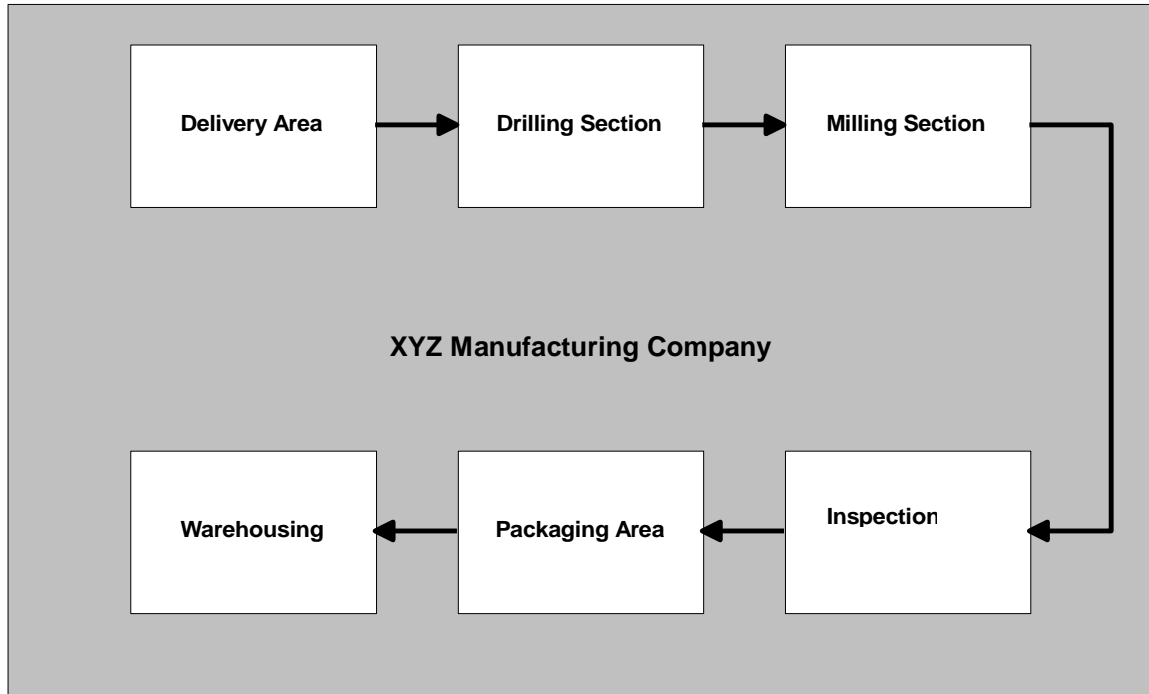 Delivery Area
Drilling Section
Milling Section
XYZ Manufacturing Company
Warehousing
Packaging Area
Inspection